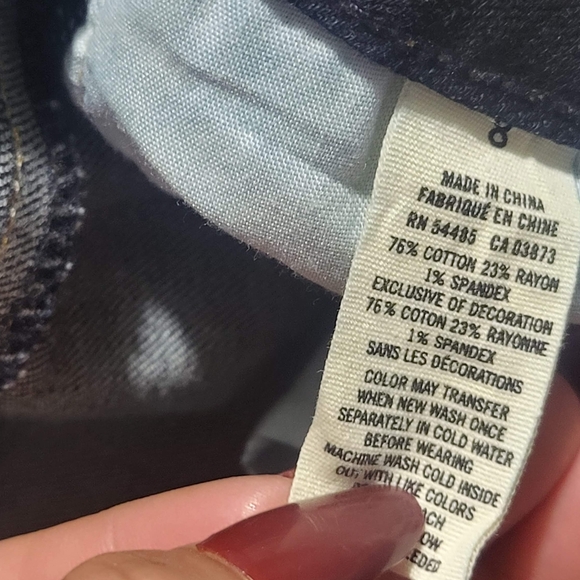 8
MADE IN CHINA
FABRIQUÉ EN CHINE
RN 54485 CA 03873
76% COTTON 23% RAYON
1% SPANDEX
EXCLUSIVE OF DECORATION
76% COTON 23% RAYONNE
1% SPANDEX
SANS LES DÉCORATIONS
COLOR MAY TRANSFER
WHEN NEW WASH ONCE
SEPARATELY IN COLD WATER
BEFORE WEARING
MACHINE WASH COLD INSIDE
OUT WITH LIKE COLORS